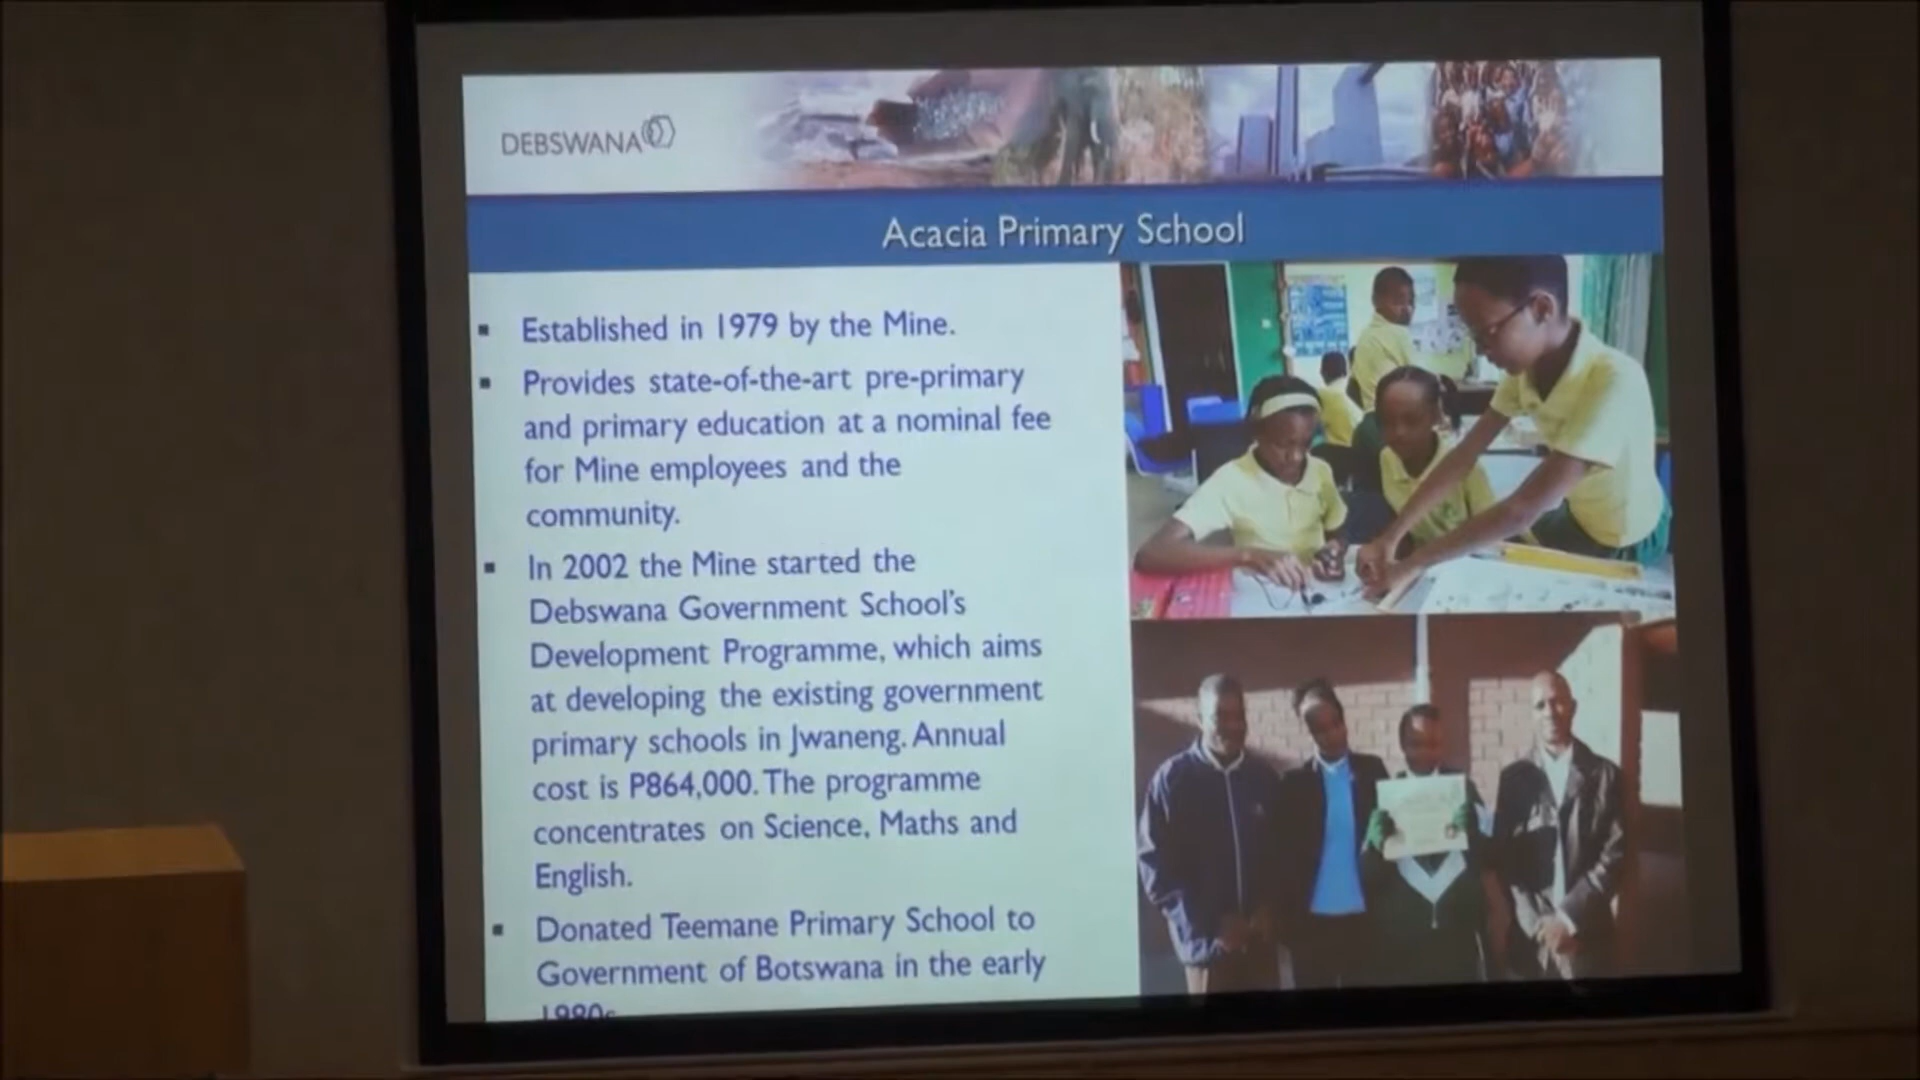 DEBSWANA
Acacia Primary School
▪ Established in 1979 by the Mine.
▪ Provides state-of-the-art pre-primary
and primary education at a nominal fee
for Mine employees and the
community.
▪ In 2002 the Mine started the
Debswana Government School's
Development Programme, which aims
at developing the existing government
primary schools in Jwaneng. Annual
cost is P864,000. The programme
concentrates on Science, Maths and
English.
▪ Donated Teemane Primary School to
Government of Botswana in the early
1980s